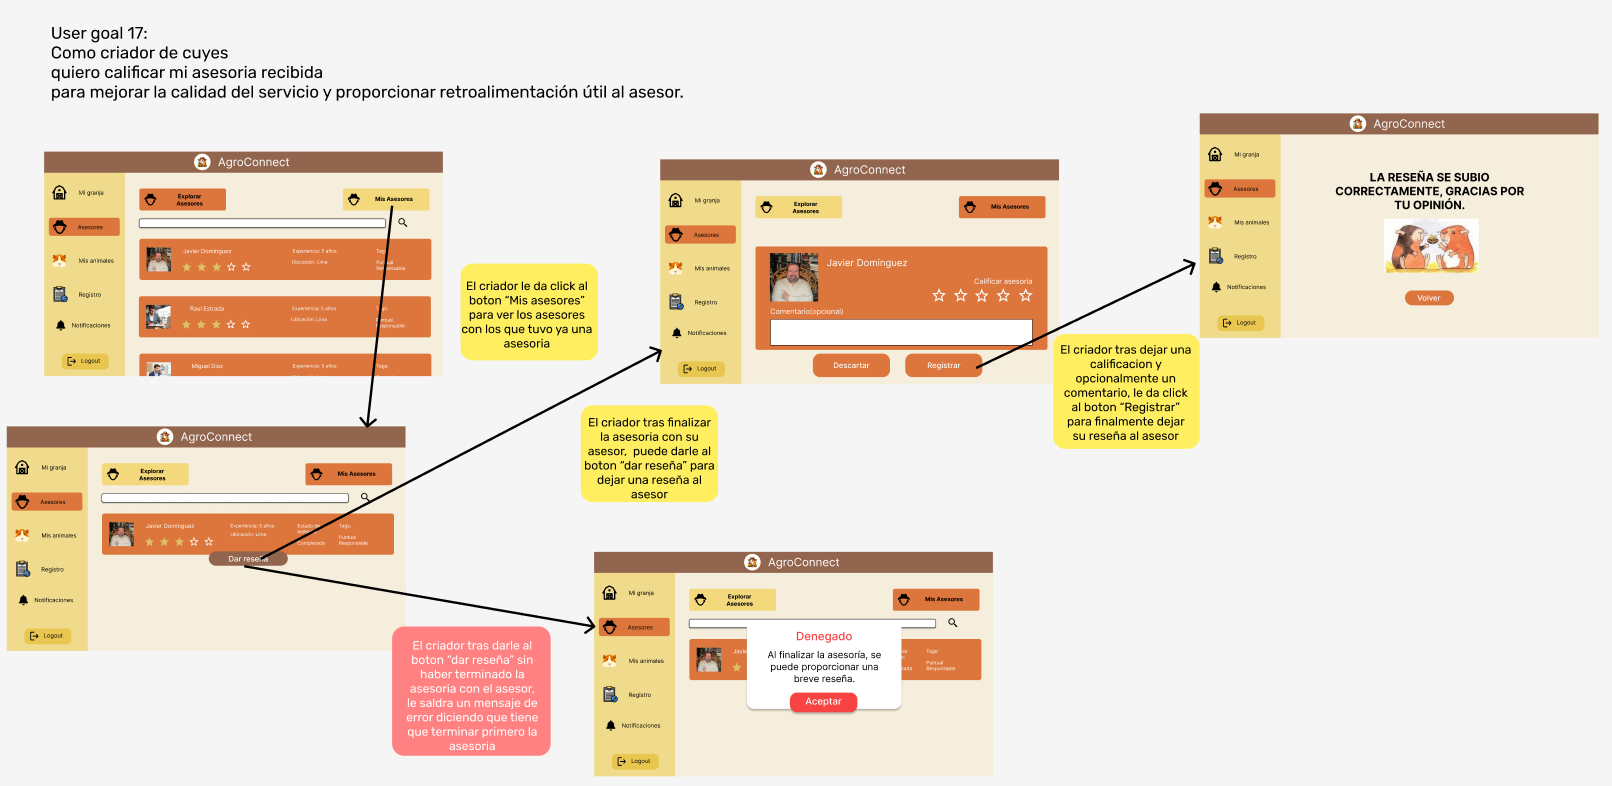 User goal 17:
Como criador de cuyes
quiero calificar mi asesoria recibida
para mejorar la calidad del servicio y proporcionar retroalimentación útil al asesor.
AgroConnect
Mi granja
Asesores
Mis animales
Registro
Notificaciones
Logout
Explorar
Asesores
Mis Asesores
Javier Dominguez
Experiencia: 5 años
Ubicación: Lima
Tags
Puntual
Responsable
Raul Estrada
Experiencia: 5 años
Ubicación: Lima
Tags
Puntual
Responsable
Miguel Diaz
Experiencia: 5 años
Tags
El criador le da click al
boton “Mis asesores”
para ver los asesores
con los que tuvo ya una
asesoria
AgroConnect
Mi granja
Asesores
Mis animales
Registro
Notificaciones
Logout
Explorar
Asesores
Mis Asesores
Javier Dominguez
Calificar asesoria
Comentario(opcional)
Descartar
Registrar
El criador tras dejar una
calificacion y
opcionalmente un
comentario, le da click
al boton “Registrar”
para finalmente dejar
su reseña al asesor
AgroConnect
Mi granja
Asesores
Mis animales
Registro
Notificaciones
Logout
LA RESEÑA SE SUBIO
CORRECTAMENTE, GRACIAS POR
TU OPINIÓN.
Volver
AgroConnect
Mi granja
Asesores
Mis animales
Registro
Notificaciones
Logout
Explorar
Asesores
Mis Asesores
Javier Dominguez
Experiencia: 5 años
Ubicación: Lima
Estado de
Completada
Tags
Puntual
Responsable
Dar reseña
El criador tras finalizar
la asesoria con su
asesor, puede darle al
boton “dar reseña” para
dejar una reseña al
asesor
El criador tras darle al
boton “dar reseña” sin
haber terminado la
asesoria con el asesor,
le saldra un mensaje de
error diciendo que tiene
que terminar primero la
asesoria
AgroConnect
Mi granja
Asesores
Mis animales
Registro
Notificaciones
Logout
Explorar
Asesores
Mis Asesores
Tags
Puntual
Responsable
Denegado
Al finalizar la asesoría, se
puede proporcionar una
breve reseña.
Aceptar